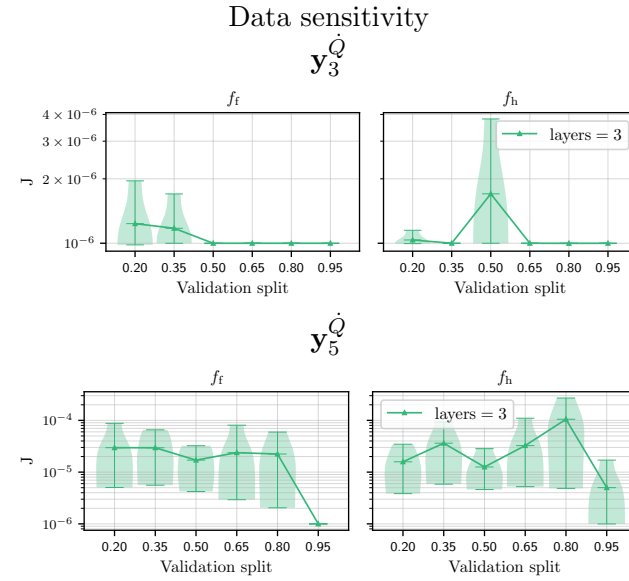 Data sensitivity
y₃^Q̇
f_f
f_h
4 × 10⁻⁶
3 × 10⁻⁶
2 × 10⁻⁶
10⁻⁶
J
layers = 3
0.20 0.35 0.50 0.65 0.80 0.95
0.20 0.35 0.50 0.65 0.80 0.95
Validation split
Validation split
y₅^Q̇
f_f
f_h
10⁻⁴
10⁻⁵
10⁻⁶
J
layers = 3
0.20 0.35 0.50 0.65 0.80 0.95
0.20 0.35 0.50 0.65 0.80 0.95
Validation split
Validation split